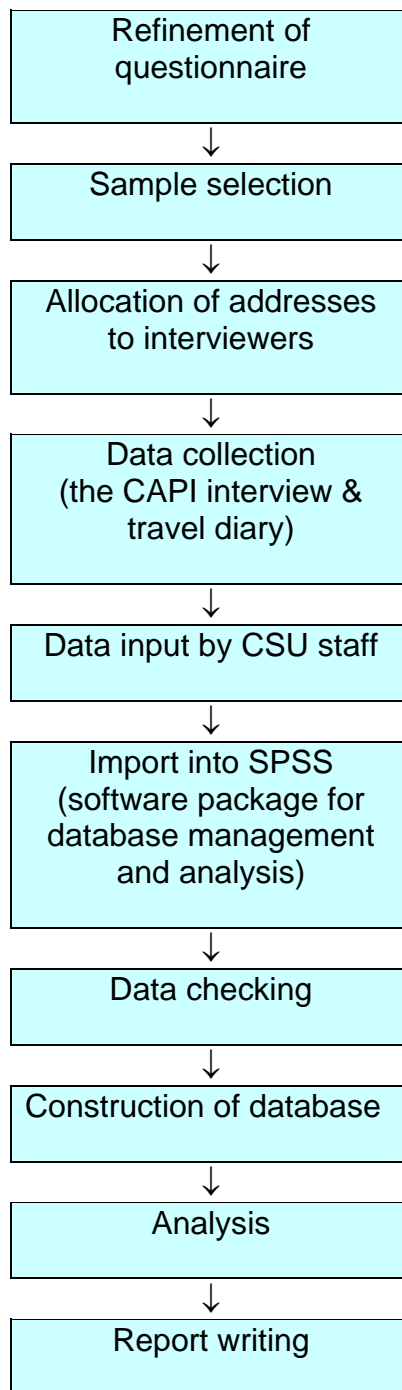 Refinement of
questionnaire
↓
Sample selection
↓
Allocation of addresses
to interviewers
↓
Data collection
(the CAPI interview &
travel diary)
↓
Data input by CSU staff
↓
Import into SPSS
(software package for
database management
and analysis)
↓
Data checking
↓
Construction of database
↓
Analysis
↓
Report writing